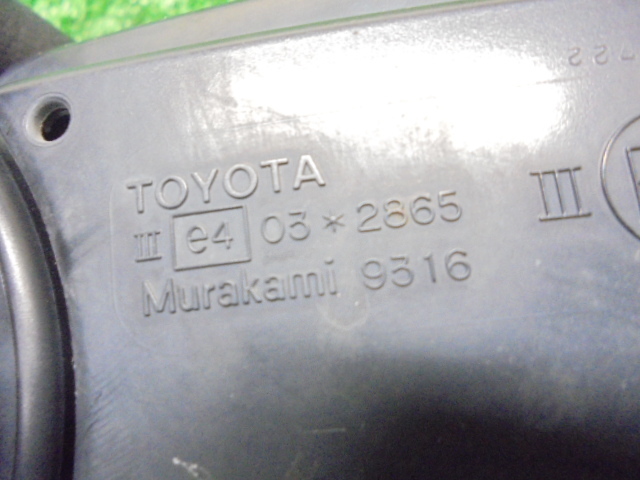 TOYOTA
III e4 03*2865
III
Murakami 9316